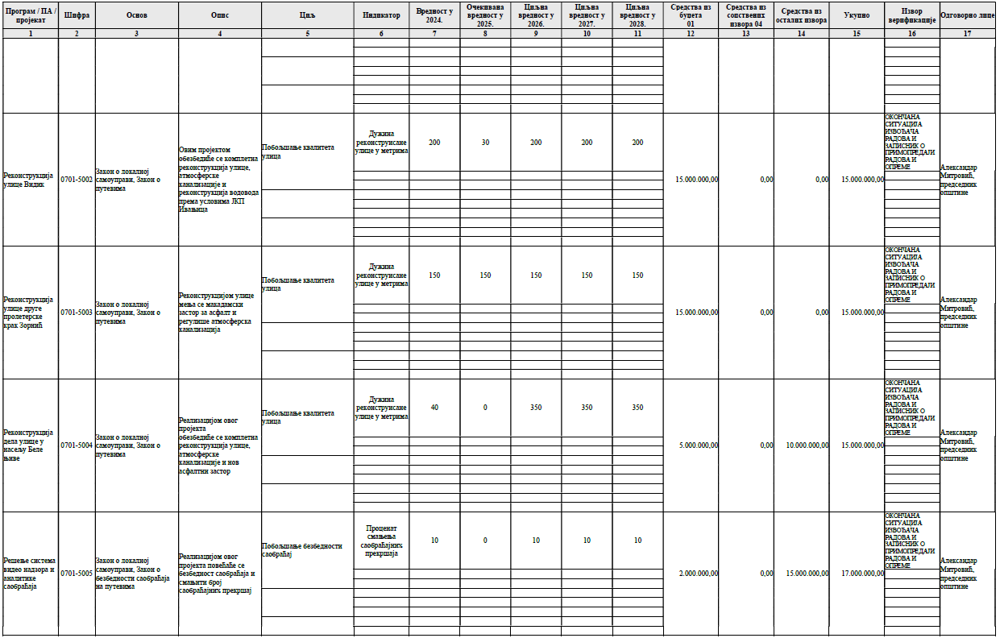 Програм / ПА / пројекат
Шифра
Основ
Опис
Циљ
Индикатор
Вредност у 2024.
Очекивана вредност у 2025.
Циљна вредност у 2026.
Циљна вредност у 2027.
Циљна вредност у 2028.
Средства из буџета 01
Средства из сопствених извора 04
Средства из осталих извора
Укупно
Извор верификације
Одговорно лице
1 2 3 4 5 6 7 8 9 10 11 12 13 14 15 16 17
Реконструкција
улице Видик
0701-5002
Закон о локалној
самоуправи, Закон о
путевима
Овим пројектом
обезбедиће се комплетна
реконструкција улице,
атмосферске
канализације и
реконструкција водовода
према условима ЈКП
Ивањица
Побољшање квалитета
улица
Дужина
реконструисане
улице у метрима
200 30 200 200 200
15.000.000,00 0,00 0,00 15.000.000,00
ОКОНЧАНА
СИТУАЦИЈА
ИЗВОЂАЧА
РАДОВА И
ЗАПИСНИК О
ПРИМОПРЕДАЈИ
РАДОВА И
ОПРЕМЕ
Александар
Митровић,
председник
општине
Реконструкција
улице друге
пролетерске
крак Зорнић
0701-5003
Закон о локалној
самоуправи, Закон о
путевима
Реконструкцијом улице
мења се макадамски
застор за асфалт и
регулише атмосферска
канализација
Побољшање квалитета
улица
Дужина
реконструисане
улице у метрима
150 150 150 150 150
15.000.000,00 0,00 0,00 15.000.000,00
ОКОНЧАНА
СИТУАЦИЈА
ИЗВОЂАЧА
РАДОВА И
ЗАПИСНИК О
ПРИМОПРЕДАЈИ
РАДОВА И
ОПРЕМЕ
Александар
Митровић,
председник
општине
Реконструкција
дела улице у
насељу Беле
њиве
0701-5004
Закон о локалној
самоуправи, Закон о
путевима
Реализацијом овог
пројекта
обезбедиће се комплетна
реконструкција улице,
атмосферске
канализације и нов
асфалтни застор
Побољшање квалитета
улица
Дужина
реконструисане
улице у метрима
40 0 350 350 350
5.000.000,00 0,00 10.000.000,00 15.000.000,00
ОКОНЧАНА
СИТУАЦИЈА
ИЗВОЂАЧА
РАДОВА И
ЗАПИСНИК О
ПРИМОПРЕДАЈИ
РАДОВА И
ОПРЕМЕ
Александар
Митровић,
председник
општине
Решење система
видео надзора и
аналитике
саобраћаја
0701-5005
Закон о локалној
самоуправи, Закон о
безбедности саобраћаја
на путевима
Реализацијом овог
пројекта повећаће се
безбедност саобраћаја и
смањити број
саобраћајних прекршај
Побољшање безбедности
саобраћај
Проценат
смањења
саобраћајних
прекршаја
10 0 10 10 10
2.000.000,00 0,00 15.000.000,00 17.000.000,00
ОКОНЧАНА
СИТУАЦИЈА
ИЗВОЂАЧА
РАДОВА И
ЗАПИСНИК О
ПРИМОПРЕДАЈИ
РАДОВА И
ОПРЕМЕ
Александар
Митровић,
председник
општине